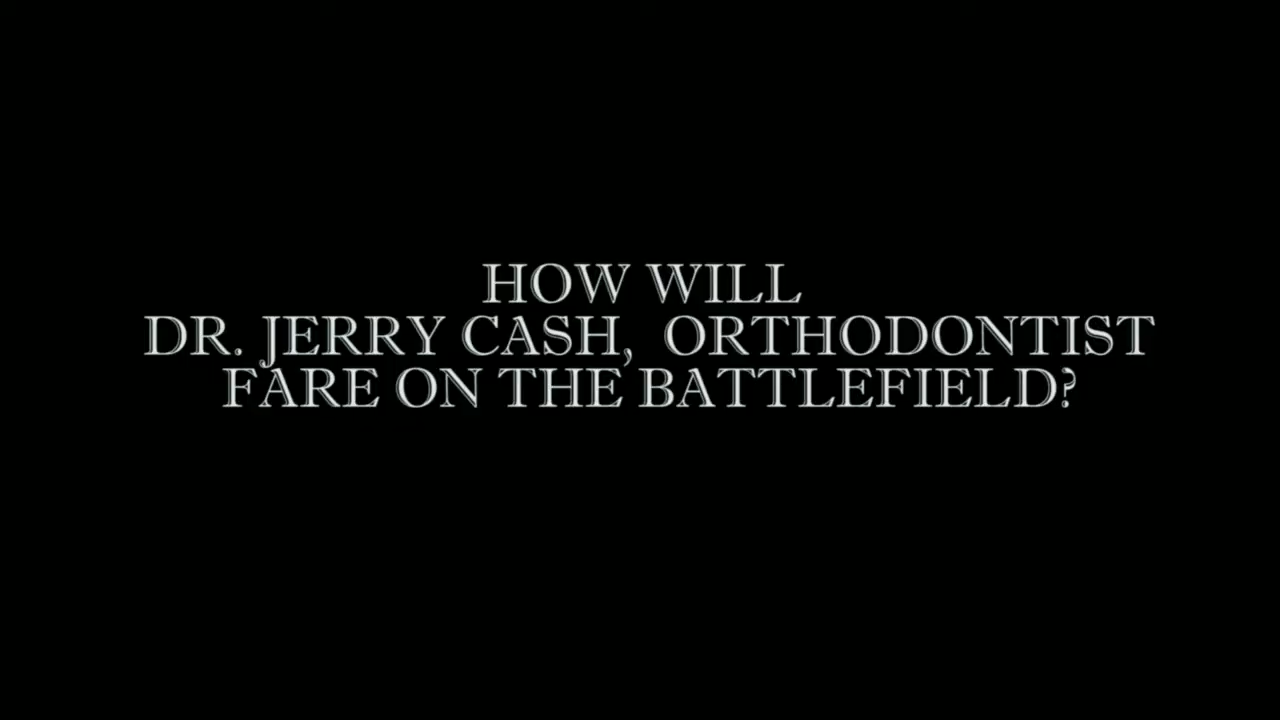 HOW WILL
DR. JERRY CASH, ORTHODONTIST
FARE ON THE BATTLEFIELD?